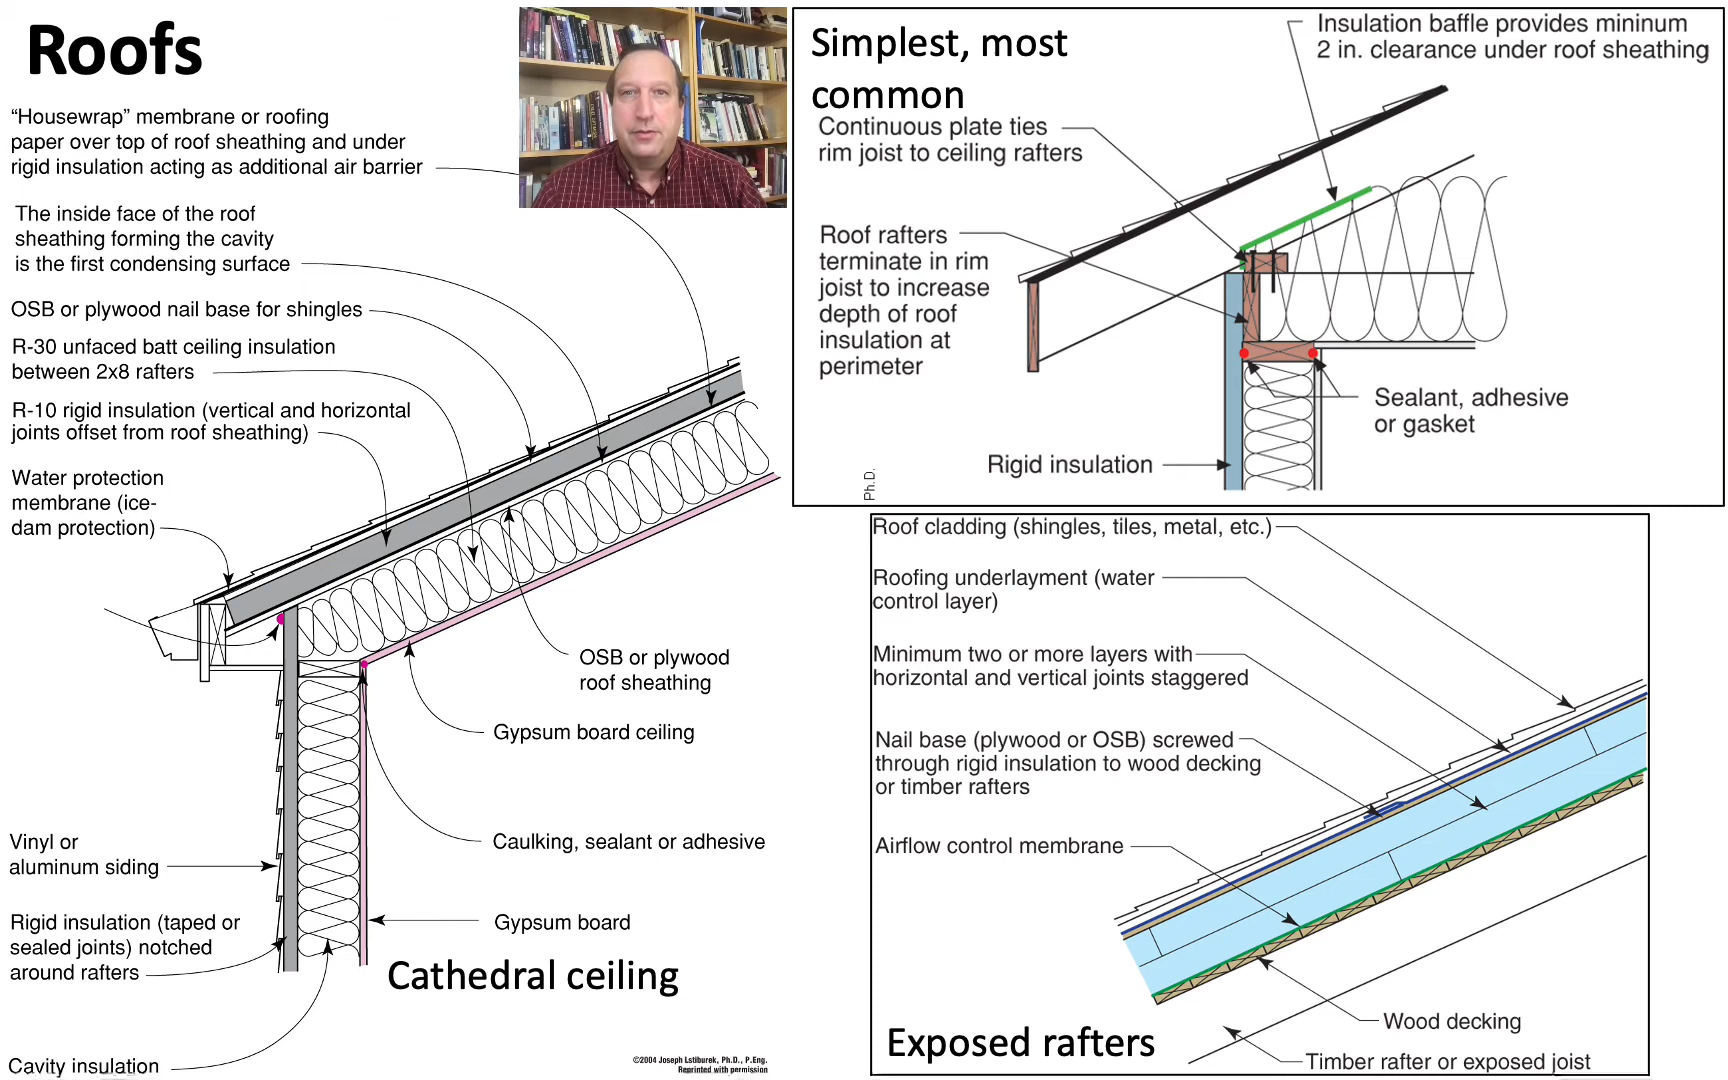 Roofs
“Housewrap” membrane or roofing
paper over top of roof sheathing and under
rigid insulation acting as additional air barrier
The inside face of the roof
sheathing forming the cavity
is the first condensing surface
OSB or plywood nail base for shingles
R-30 unfaced batt ceiling insulation
between 2x8 rafters
R-10 rigid insulation (vertical and horizontal
joints offset from roof sheathing)
Water protection
membrane (ice-
dam protection)
OSB or plywood
roof sheathing
Gypsum board ceiling
Caulking, sealant or adhesive
Vinyl or
aluminum siding
Gypsum board
Rigid insulation (taped or
sealed joints) notched
around rafters
Cathedral ceiling
Cavity insulation
©2004 Joseph Lstiburek, Ph.D., P.Eng.
Reprinted with permission
Simplest, most
common
Insulation baffle provides mininum
2 in. clearance under roof sheathing
Continuous plate ties
rim joist to ceiling rafters
Roof rafters
terminate in rim
joist to increase
depth of roof
insulation at
perimeter
Sealant, adhesive
or gasket
Rigid insulation
Ph.D.
Roof cladding (shingles, tiles, metal, etc.)
Roofing underlayment (water
control layer)
Minimum two or more layers with
horizontal and vertical joints staggered
Nail base (plywood or OSB) screwed
through rigid insulation to wood decking
or timber rafters
Airflow control membrane
Wood decking
Exposed rafters
Timber rafter or exposed joist